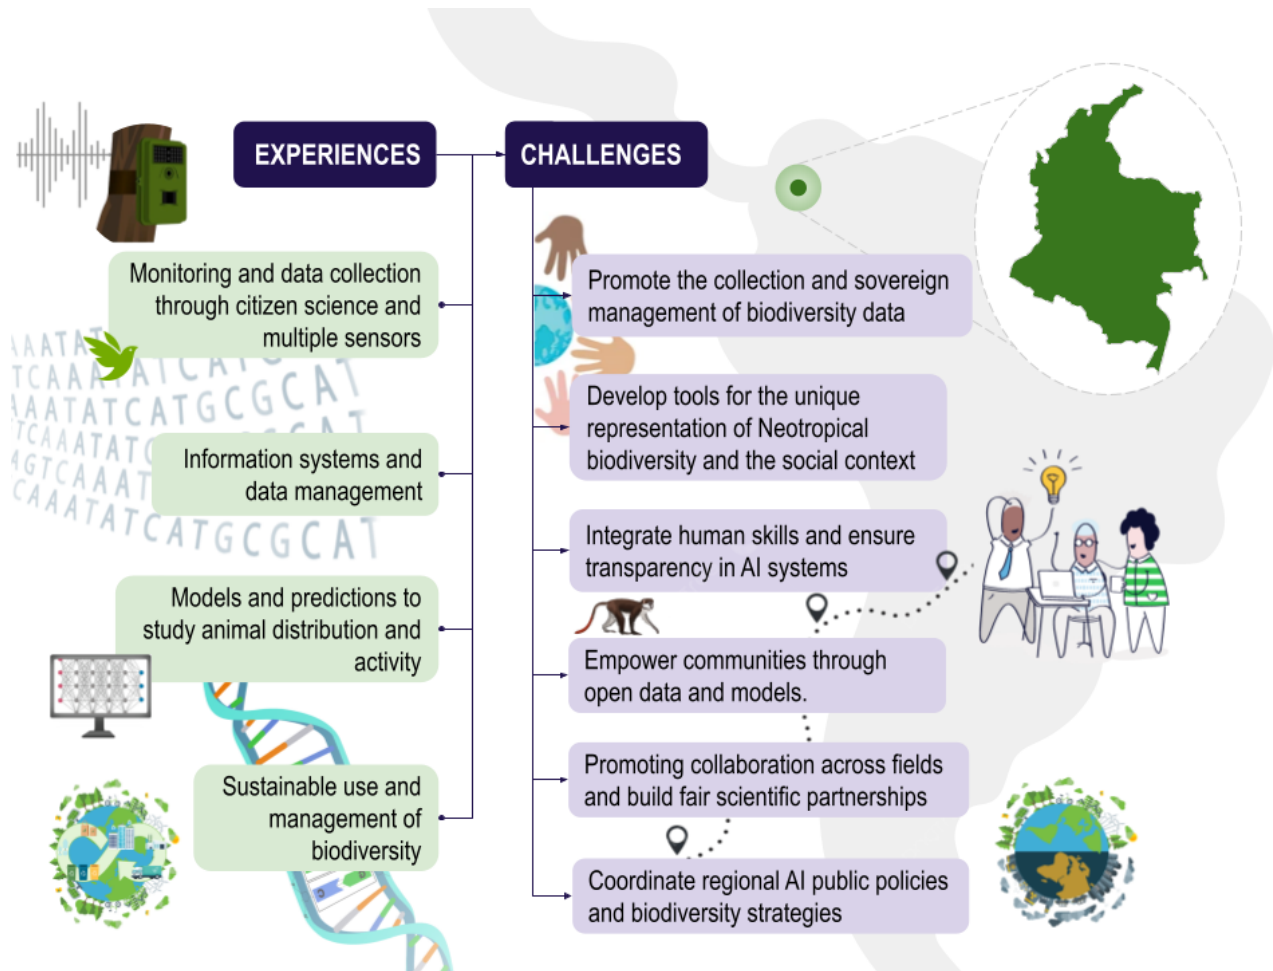 EXPERIENCES
CHALLENGES
Monitoring and data collection
through citizen science and
multiple sensors
Information systems and
data management
Models and predictions to
study animal distribution and
activity
Sustainable use and
management of
biodiversity
Promote the collection and sovereign
management of biodiversity data
Develop tools for the unique
representation of Neotropical
biodiversity and the social context
Integrate human skills and ensure
transparency in AI systems
Empower communities through
open data and models.
Promoting collaboration across fields
and build fair scientific partnerships
Coordinate regional AI public policies
and biodiversity strategies
AAATATCATGCGCAT